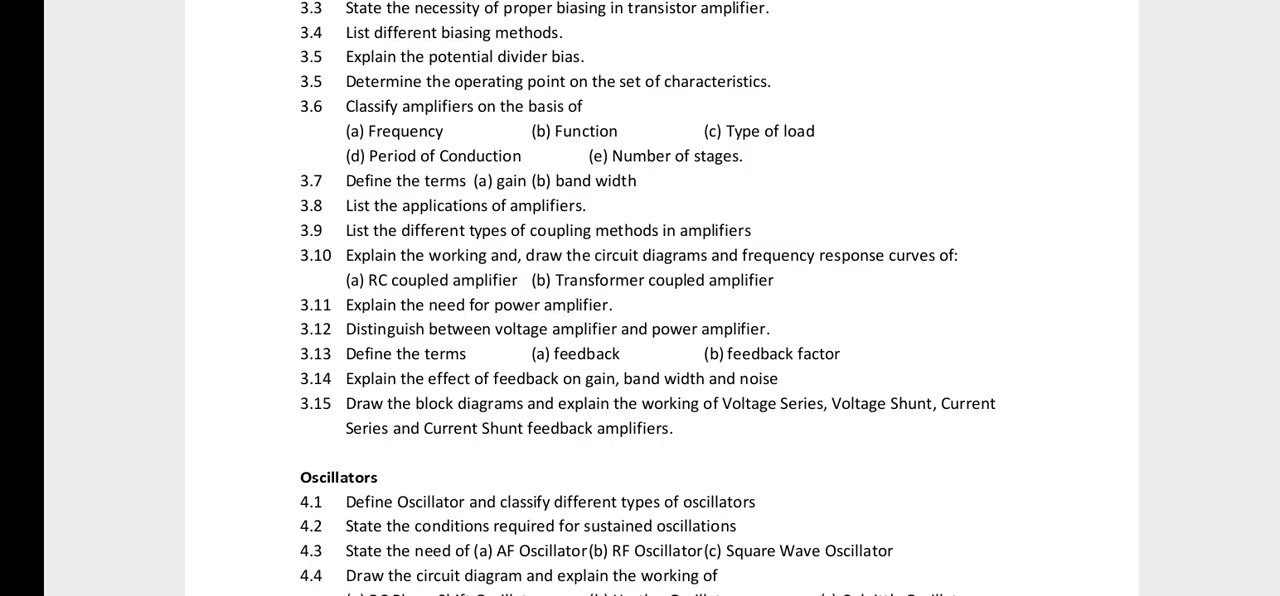 3.3 State the necessity of proper biasing in transistor amplifier.
3.4 List different biasing methods.
3.5 Explain the potential divider bias.
3.5 Determine the operating point on the set of characteristics.
3.6 Classify amplifiers on the basis of
(a) Frequency (b) Function (c) Type of load
(d) Period of Conduction (e) Number of stages.
3.7 Define the terms (a) gain (b) band width
3.8 List the applications of amplifiers.
3.9 List the different types of coupling methods in amplifiers
3.10 Explain the working and, draw the circuit diagrams and frequency response curves of:
(a) RC coupled amplifier (b) Transformer coupled amplifier
3.11 Explain the need for power amplifier.
3.12 Distinguish between voltage amplifier and power amplifier.
3.13 Define the terms (a) feedback (b) feedback factor
3.14 Explain the effect of feedback on gain, band width and noise
3.15 Draw the block diagrams and explain the working of Voltage Series, Voltage Shunt, Current
Series and Current Shunt feedback amplifiers.
Oscillators
4.1 Define Oscillator and classify different types of oscillators
4.2 State the conditions required for sustained oscillations
4.3 State the need of (a) AF Oscillator(b) RF Oscillator(c) Square Wave Oscillator
4.4 Draw the circuit diagram and explain the working of